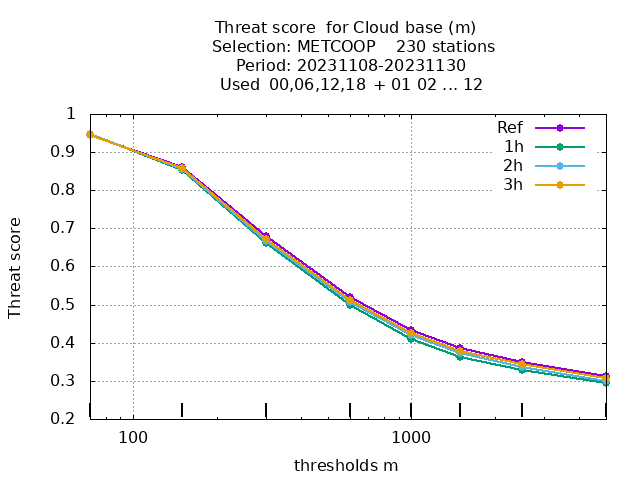 Threat score  for Cloud base (m)
Selection: METCOOP    230 stations
Period: 20231108-20231130
Used  00,06,12,18  + 01 02 ... 12
Ref
1h
2h
3h
1
0.9
0.8
0.7
0.6
0.5
0.4
0.3
0.2
Threat score
100
1000
thresholds m